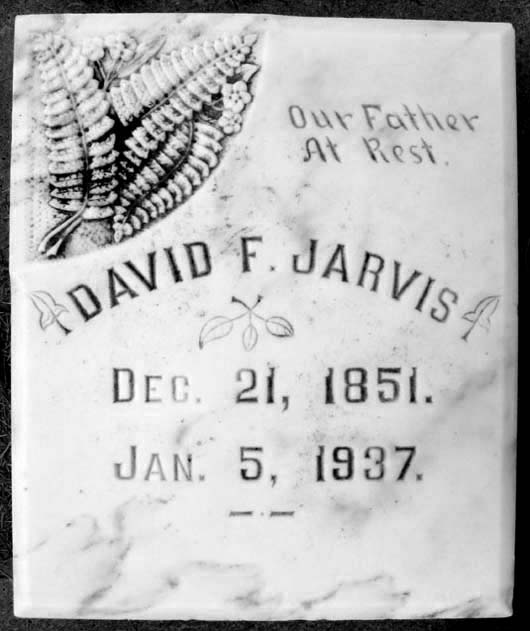 Our Father
At Rest.
DAVID F. JARVIS
DEC. 21, 1851.
JAN. 5, 1937.